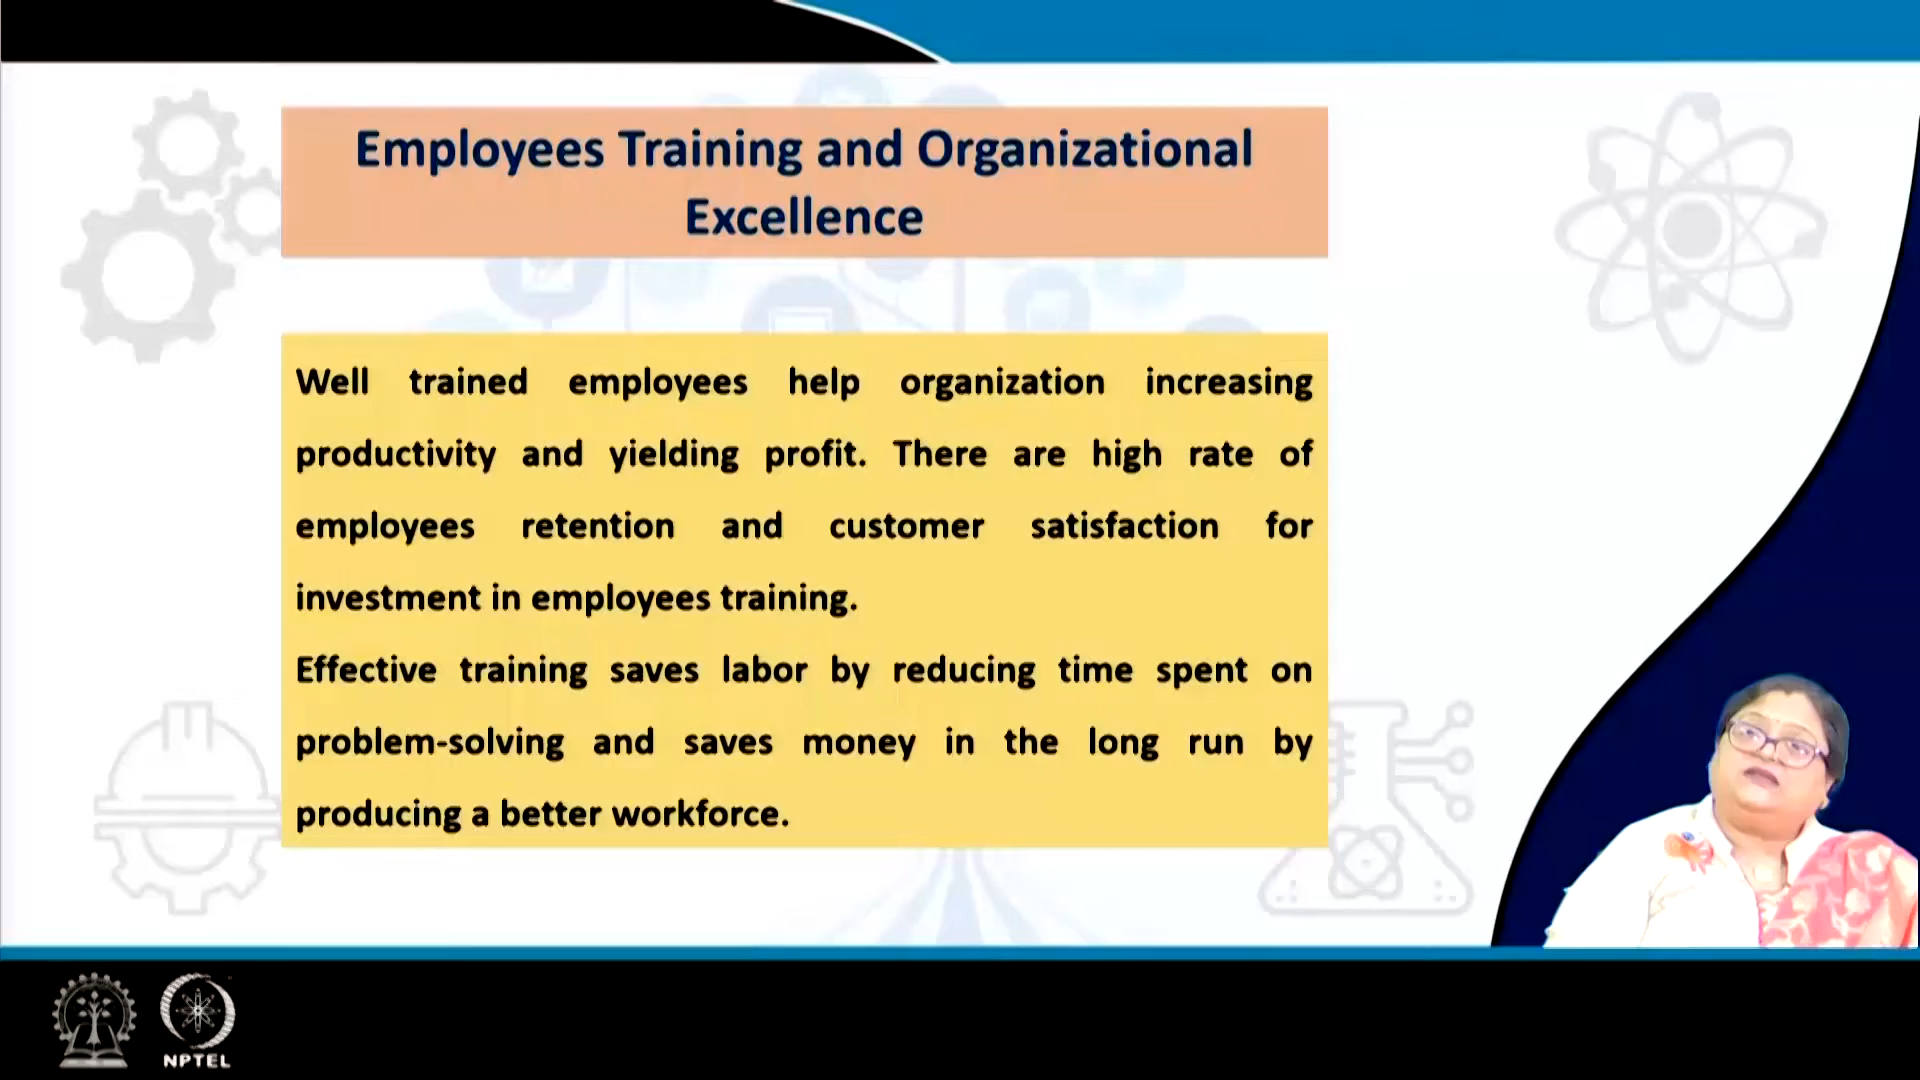 Employees Training and Organizational
Excellence
Well trained employees help organization increasing
productivity and yielding profit. There are high rate of
employees retention and customer satisfaction for
investment in employees training.
Effective training saves labor by reducing time spent on
problem-solving and saves money in the long run by
producing a better workforce.
NPTEL